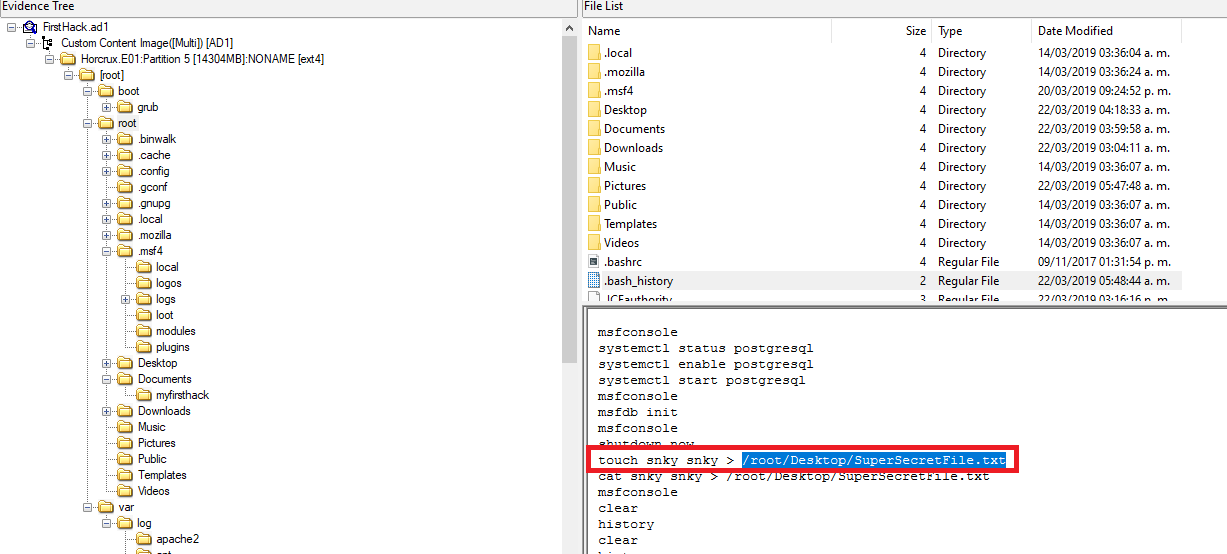 Evidence Tree
FirstHack.ad1
Custom Content Image([Multi]) [AD1]
Horcrux.E01:Partition 5 [14304MB]:NONAME [ext4]
[root]
boot
grub
root
.binwalk
.cache
.config
.gconf
.gnupg
.local
.mozilla
.msf4
local
logos
logs
loot
modules
plugins
Desktop
Documents
myfirsthack
Downloads
Music
Pictures
Public
Templates
Videos
var
log
apache2
File List
Name Size Type Date Modified
.local 4 Directory 14/03/2019 03:36:04 a. m.
.mozilla 4 Directory 14/03/2019 03:36:24 a. m.
.msf4 4 Directory 20/03/2019 09:24:52 p. m.
Desktop 4 Directory 22/03/2019 04:18:33 a. m.
Documents 4 Directory 22/03/2019 03:59:58 a. m.
Downloads 4 Directory 22/03/2019 03:04:11 a. m.
Music 4 Directory 14/03/2019 03:36:07 a. m.
Pictures 4 Directory 22/03/2019 05:47:48 a. m.
Public 4 Directory 14/03/2019 03:36:07 a. m.
Templates 4 Directory 14/03/2019 03:36:07 a. m.
Videos 4 Directory 14/03/2019 03:36:07 a. m.
.bashrc 4 Regular File 09/11/2017 01:31:54 p. m.
.bash_history 2 Regular File 22/03/2019 05:48:44 a. m.
.ICEauthority 3 Regular File 22/03/2019 03:16:16 p. m.
msfconsole
systemctl status postgresql
systemctl enable postgresql
systemctl start postgresql
msfconsole
msfdb init
msfconsole
shutdown now
touch snky snky > /root/Desktop/SuperSecretFile.txt
cat snky snky > /root/Desktop/SuperSecretFile.txt
msfconsole
clear
history
clear